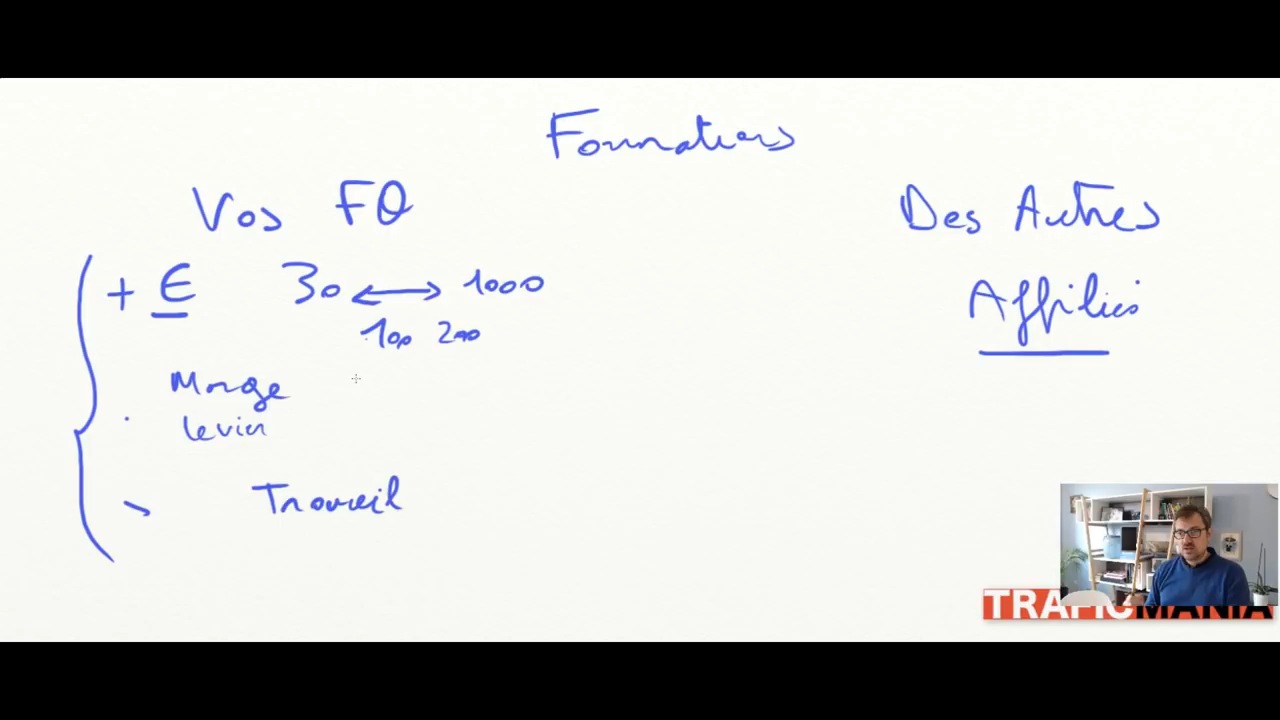 Formations
Vos FO
Des Autres
+ € 30 ↔ 1000
100 200
Affiliés
Marge
levier
Travail
TRAFICMANIA